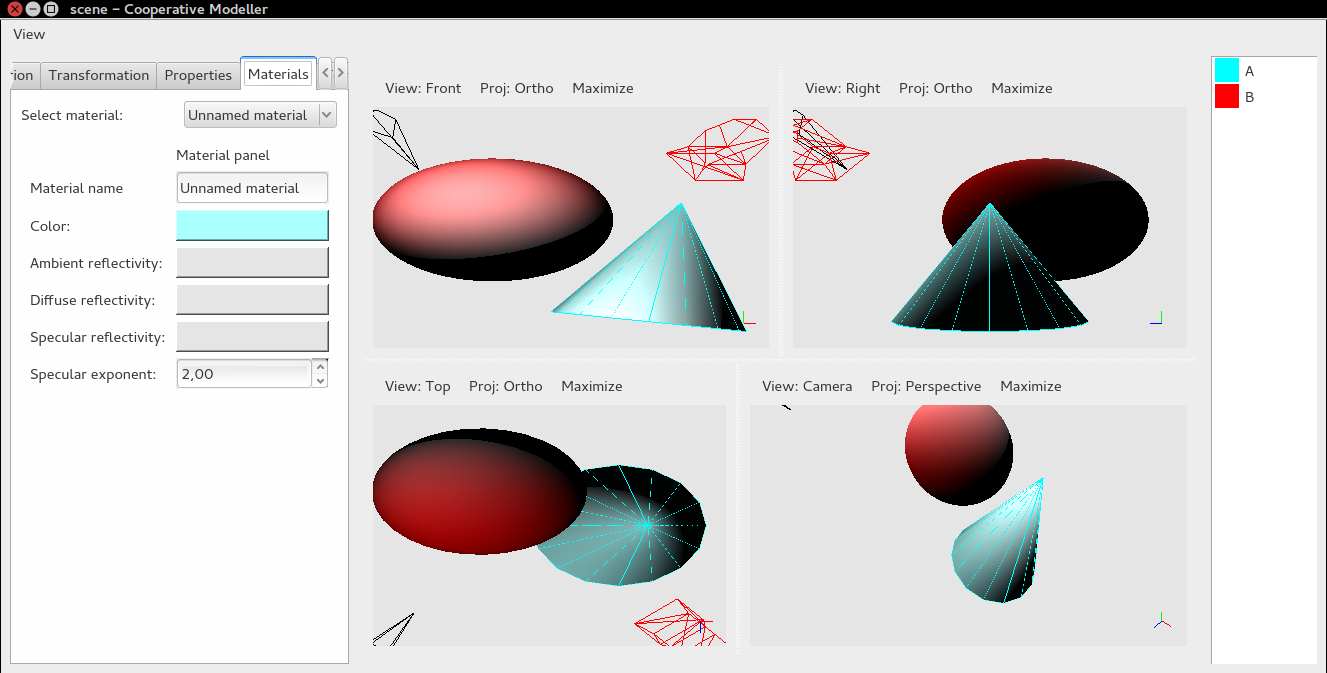 scene – Cooperative Modeller
View
Transformation Properties Materials
Select material: Unnamed material
Material panel
Material name Unnamed material
Color:
Ambient reflectivity:
Diffuse reflectivity:
Specular reflectivity:
Specular exponent: 2,00
View: Front Proj: Ortho Maximize
View: Right Proj: Ortho Maximize
View: Top Proj: Ortho Maximize
View: Camera Proj: Perspective Maximize
A
B